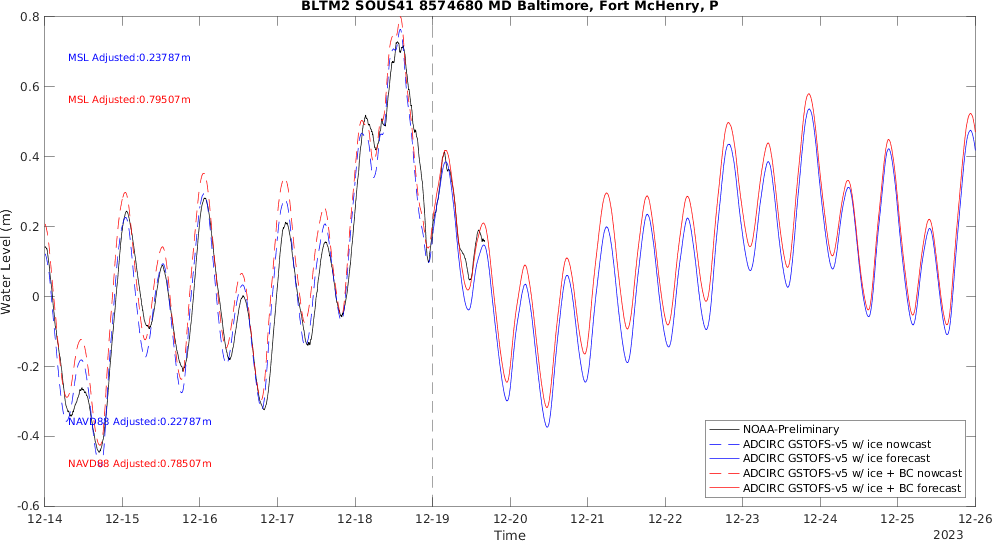 BLTM2 SOUS41 8574680 MD Baltimore, Fort McHenry, P
0.8
0.6
0.4
0.2
0
-0.2
-0.4
-0.6
Water Level (m)
MSL Adjusted:0.23787m
MSL Adjusted:0.79507m
NAVD88 Adjusted:0.22787m
NAVD88 Adjusted:0.78507m
NOAA-Preliminary
ADCIRC GSTOFS-v5 w/ ice nowcast
ADCIRC GSTOFS-v5 w/ ice forecast
ADCIRC GSTOFS-v5 w/ ice + BC nowcast
ADCIRC GSTOFS-v5 w/ ice + BC forecast
12-14 12-15 12-16 12-17 12-18 12-19 12-20 12-21 12-22 12-23 12-24 12-25 12-26
Time
2023